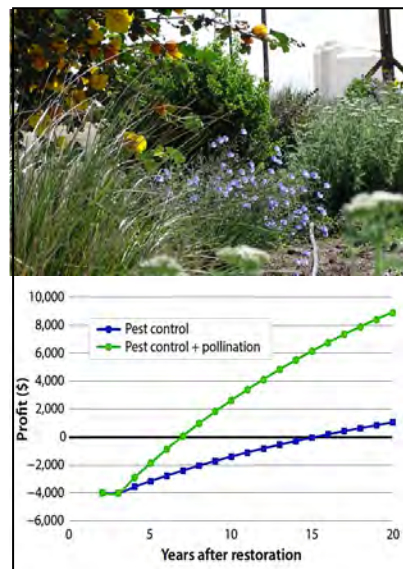 10,000
8,000
6,000
4,000
2,000
0
−2,000
−4,000
−6,000
Profit ($)
Pest control
Pest control + pollination
0 5 10 15 20
Years after restoration